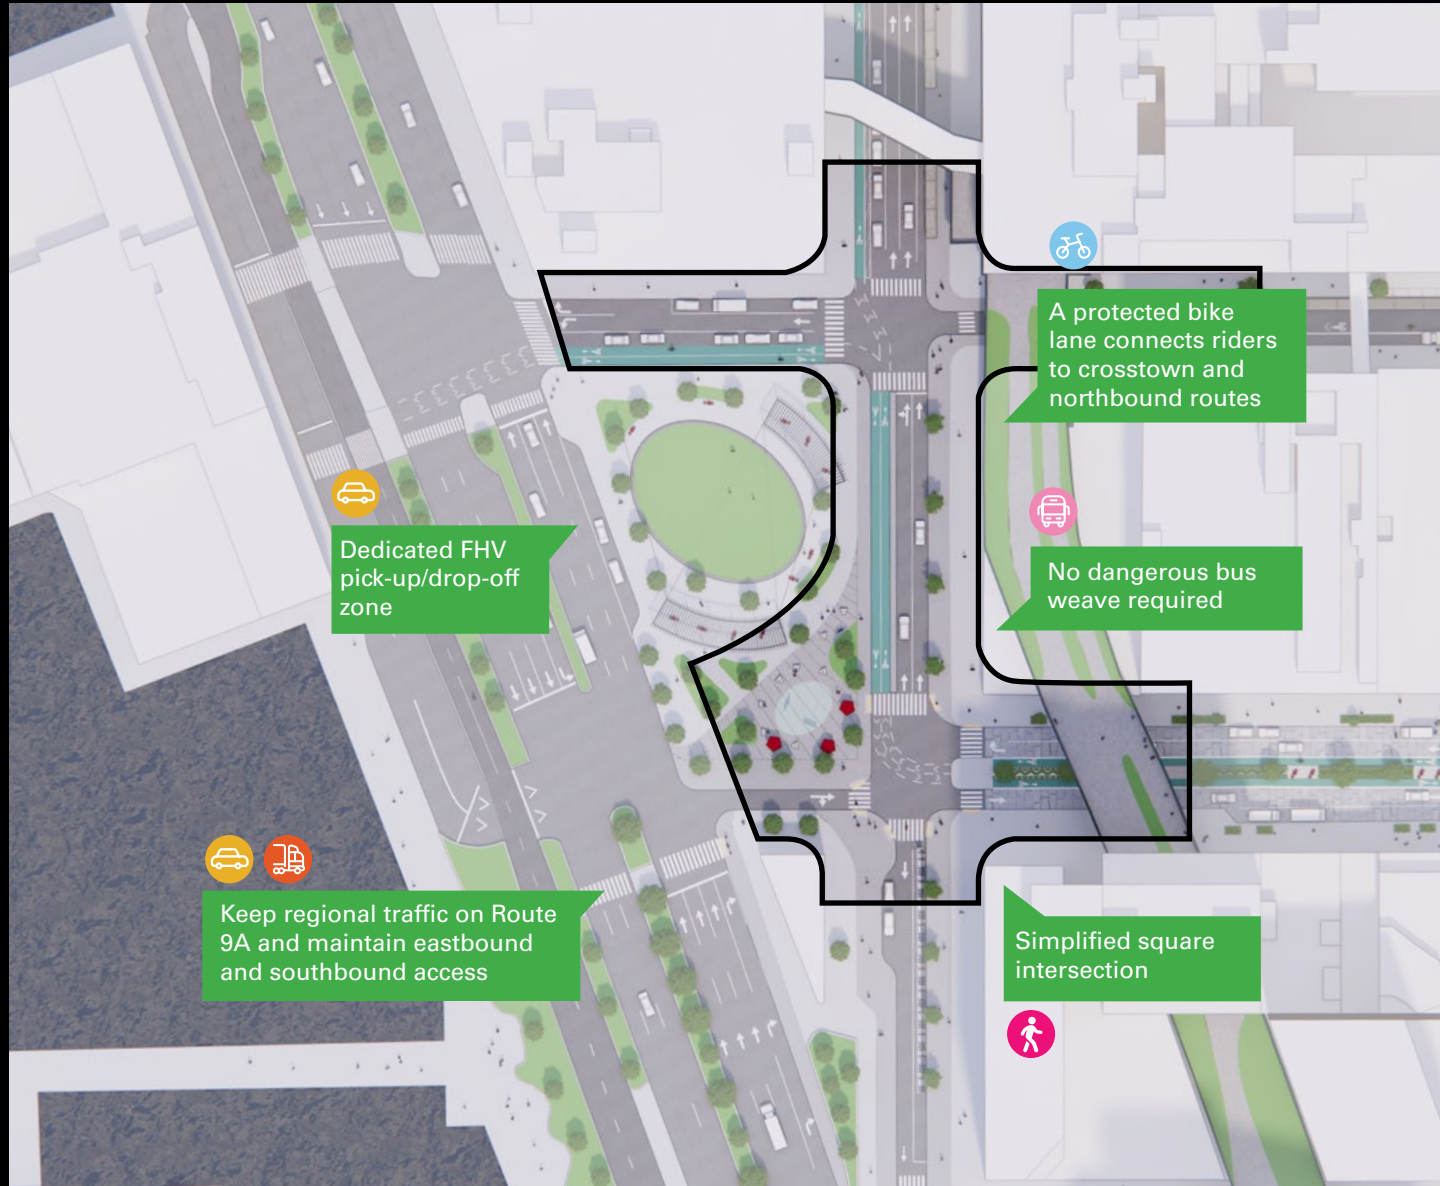 A protected bike
lane connects riders
to crosstown and
northbound routes
Dedicated FHV
pick-up/drop-off
zone
No dangerous bus
weave required
Keep regional traffic on Route
9A and maintain eastbound
and southbound access
Simplified square
intersection